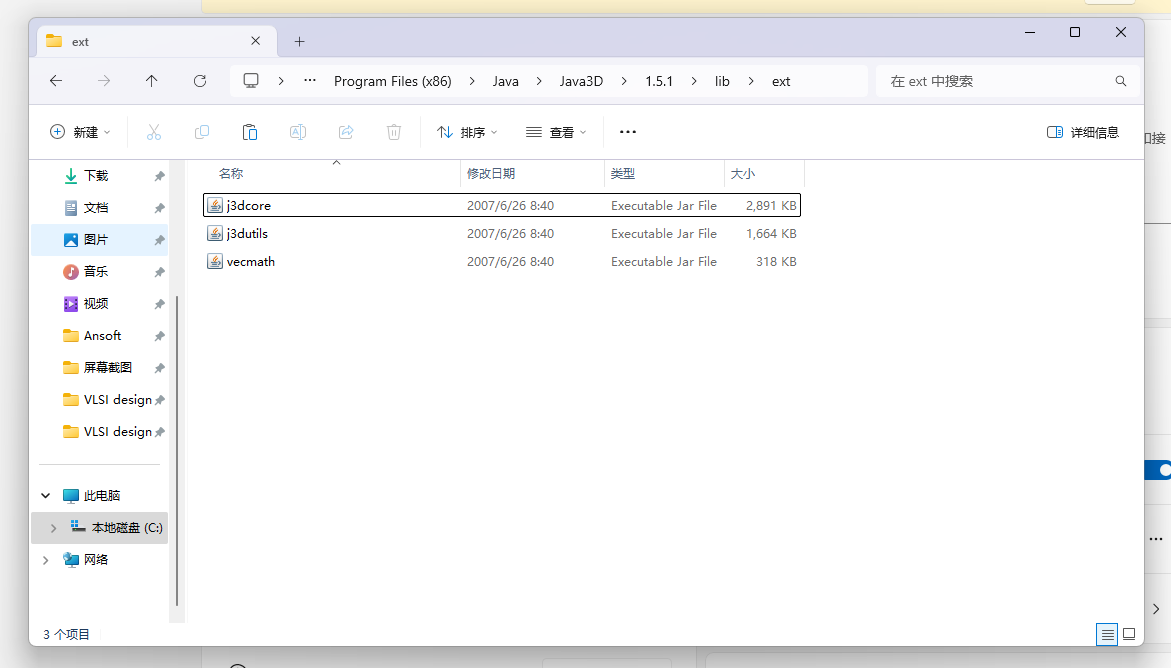 ext
Program Files (x86) Java Java3D 1.5.1 lib ext
在 ext 中搜索
新建 排序 查看 详细信息
名称 修改日期 类型 大小
j3dcore 2007/6/26 8:40 Executable Jar File 2,891 KB
j3dutils 2007/6/26 8:40 Executable Jar File 1,664 KB
vecmath 2007/6/26 8:40 Executable Jar File 318 KB
下载
文档
图片
音乐
视频
Ansoft
屏幕截图
VLSI design
VLSI design
此电脑
本地磁盘 (C:)
网络
3 个项目
和接